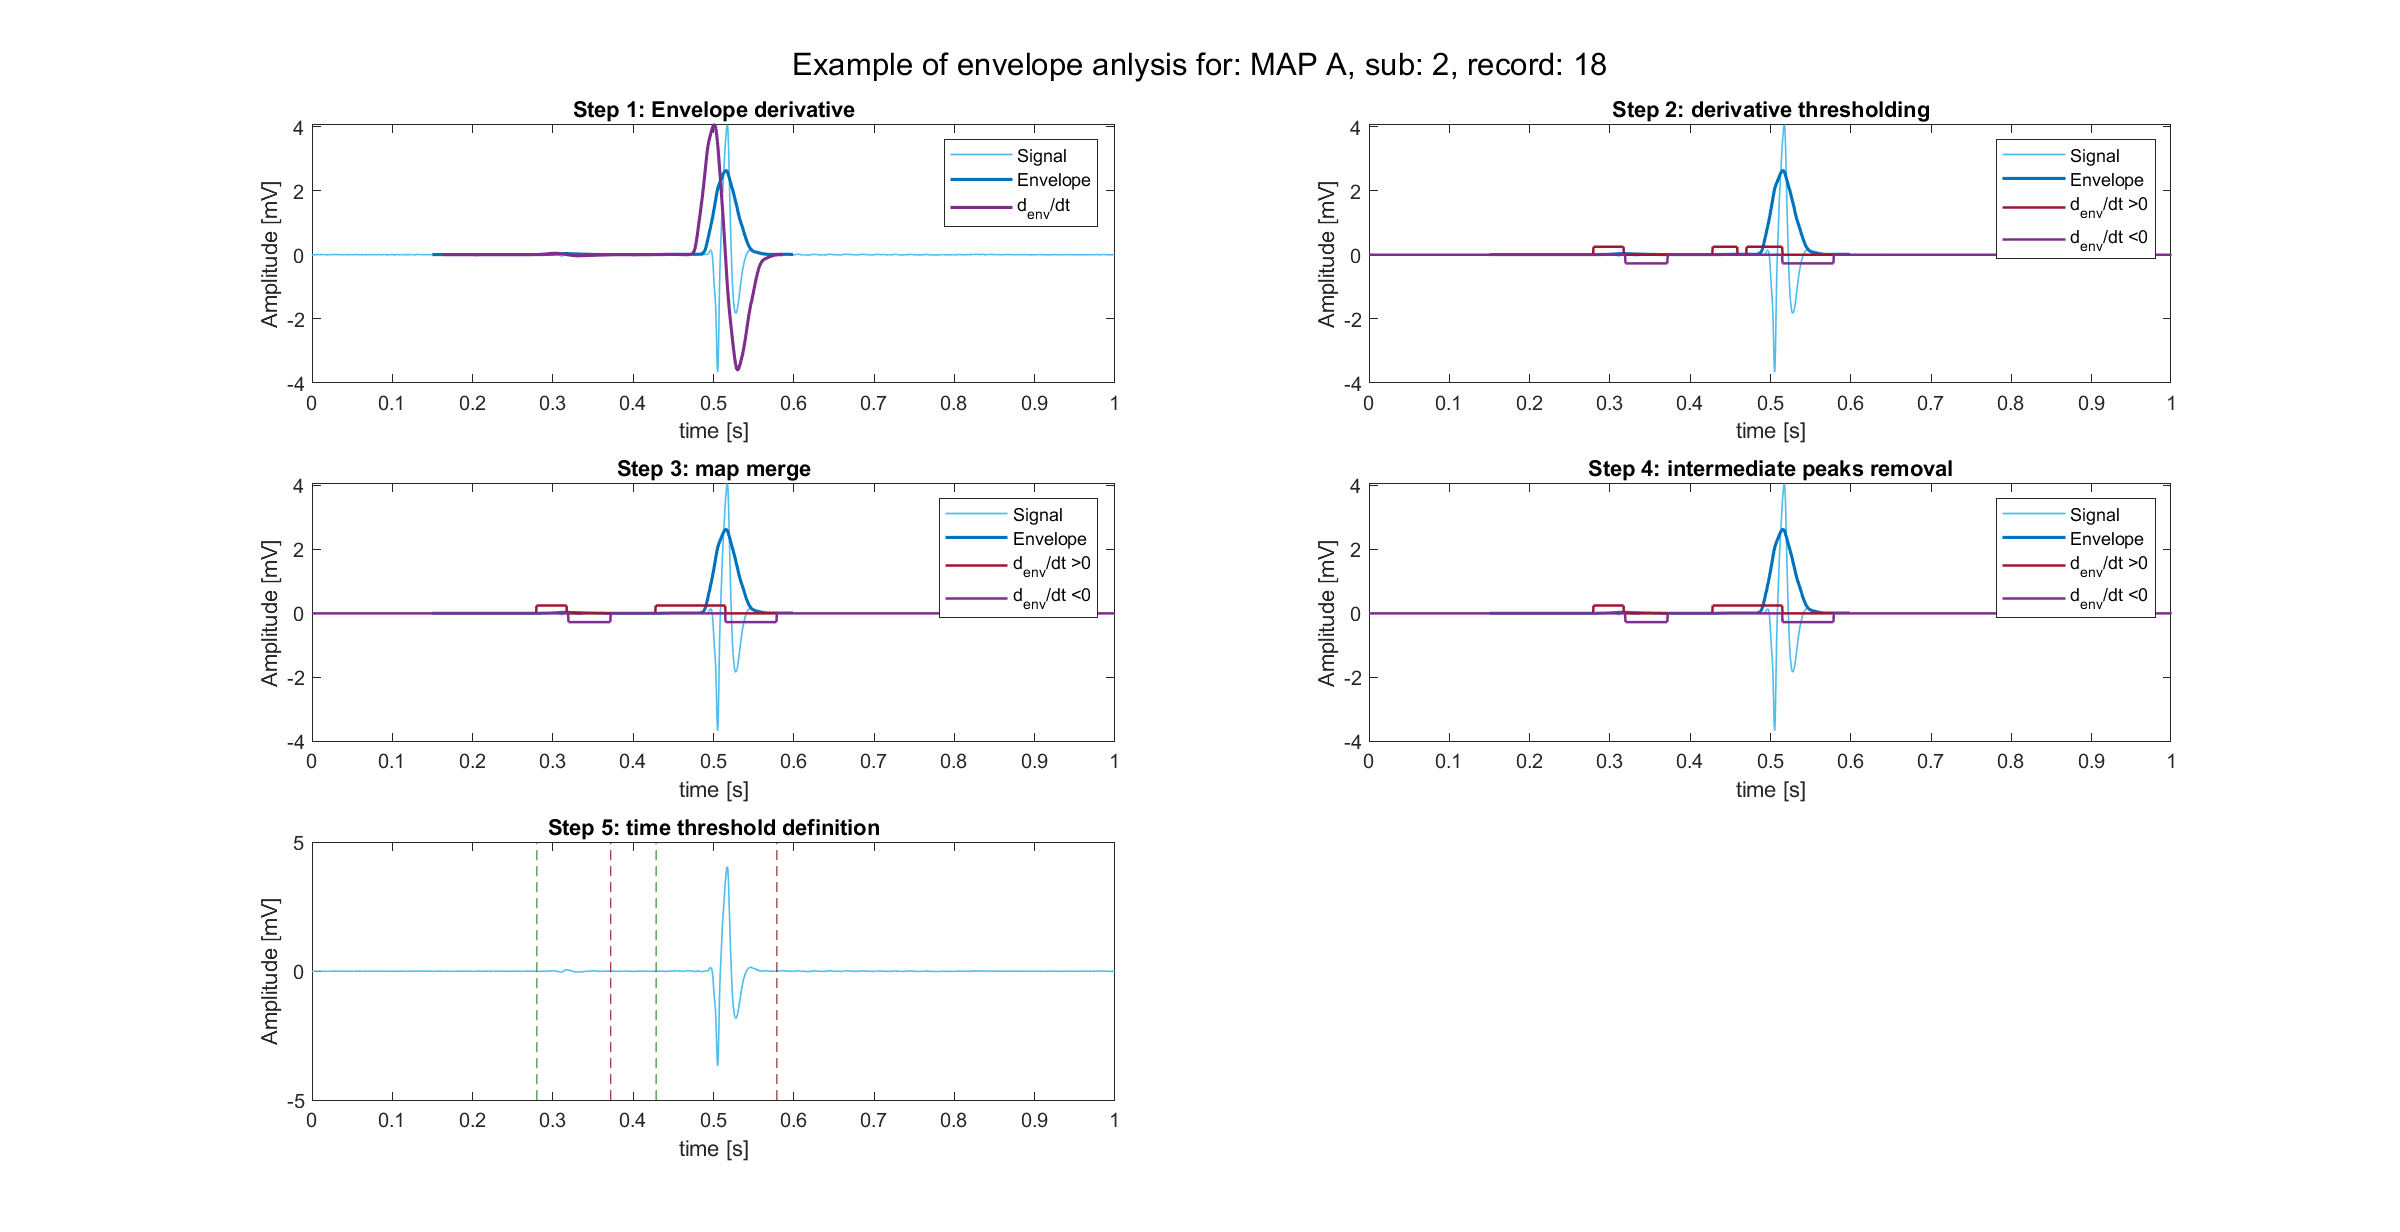 Example of envelope anlysis for: MAP A, sub: 2, record: 18
Step 1: Envelope derivative
4
2
0
-2
-4
Amplitude [mV]
0 0.1 0.2 0.3 0.4 0.5 0.6 0.7 0.8 0.9 1
time [s]
Signal
Envelope
d_env/dt
Step 2: derivative thresholding
4
2
0
-2
-4
Amplitude [mV]
0 0.1 0.2 0.3 0.4 0.5 0.6 0.7 0.8 0.9 1
time [s]
Signal
Envelope
d_env/dt >0
d_env/dt <0
Step 3: map merge
4
2
0
-2
-4
Amplitude [mV]
0 0.1 0.2 0.3 0.4 0.5 0.6 0.7 0.8 0.9 1
time [s]
Signal
Envelope
d_env/dt >0
d_env/dt <0
Step 4: intermediate peaks removal
4
2
0
-2
-4
Amplitude [mV]
0 0.1 0.2 0.3 0.4 0.5 0.6 0.7 0.8 0.9 1
time [s]
Signal
Envelope
d_env/dt >0
d_env/dt <0
Step 5: time threshold definition
5
0
-5
Amplitude [mV]
0 0.1 0.2 0.3 0.4 0.5 0.6 0.7 0.8 0.9 1
time [s]